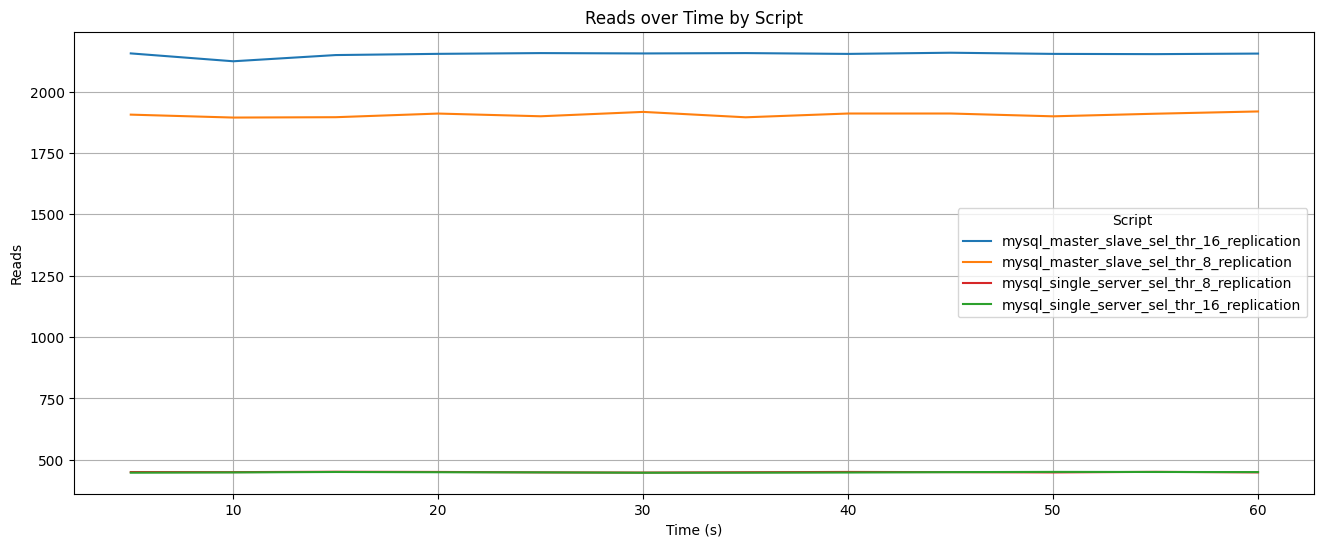 Reads over Time by Script
Reads
2000
1750
1500
1250
1000
750
500
Script
mysql_master_slave_sel_thr_16_replication
mysql_master_slave_sel_thr_8_replication
mysql_single_server_sel_thr_8_replication
mysql_single_server_sel_thr_16_replication
10 20 30 40 50 60
Time (s)